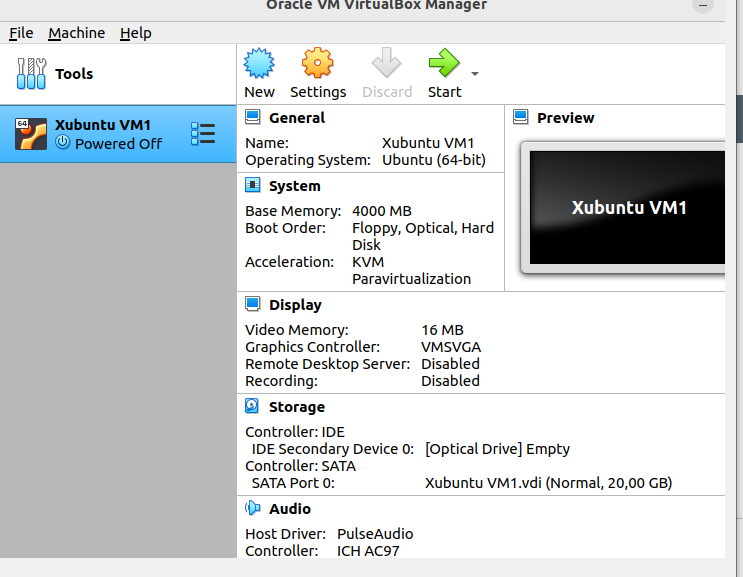 Oracle VM VirtualBox Manager
File Machine Help
Tools
New Settings Discard Start
64
Xubuntu VM1
Powered Off
General
Name: Xubuntu VM1
Operating System: Ubuntu (64-bit)
Preview
Xubuntu VM1
System
Base Memory: 4000 MB
Boot Order: Floppy, Optical, Hard
Disk
Acceleration: KVM
Paravirtualization
Display
Video Memory: 16 MB
Graphics Controller: VMSVGA
Remote Desktop Server: Disabled
Recording: Disabled
Storage
Controller: IDE
IDE Secondary Device 0: [Optical Drive] Empty
Controller: SATA
SATA Port 0: Xubuntu VM1.vdi (Normal, 20,00 GB)
Audio
Host Driver: PulseAudio
Controller: ICH AC97